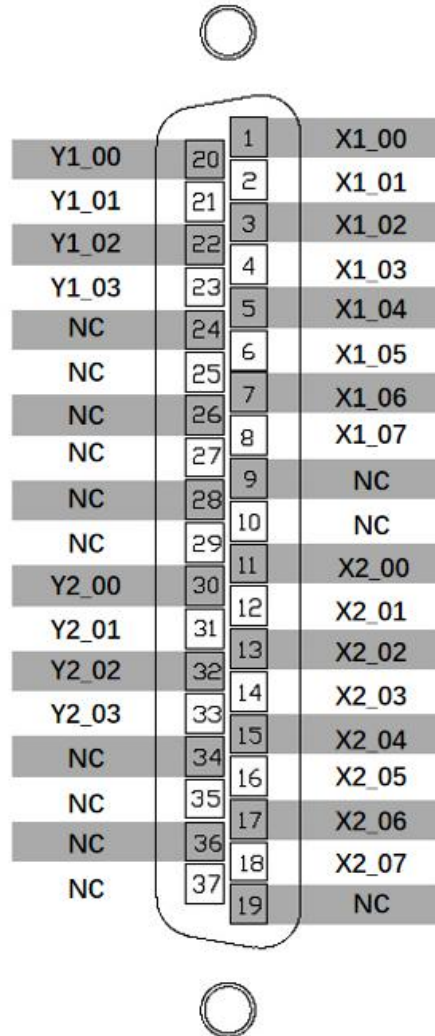 1 X1_00
Y1_00 20
2 X1_01
Y1_01 21
3 X1_02
Y1_02 22
4 X1_03
Y1_03 23
5 X1_04
NC 24
6 X1_05
NC 25
7 X1_06
NC 26
8 X1_07
NC 27
9 NC
NC 28
10 NC
NC 29
11 X2_00
Y2_00 30
12 X2_01
Y2_01 31
13 X2_02
Y2_02 32
14 X2_03
Y2_03 33
15 X2_04
NC 34
16 X2_05
NC 35
17 X2_06
NC 36
18 X2_07
NC 37
19 NC